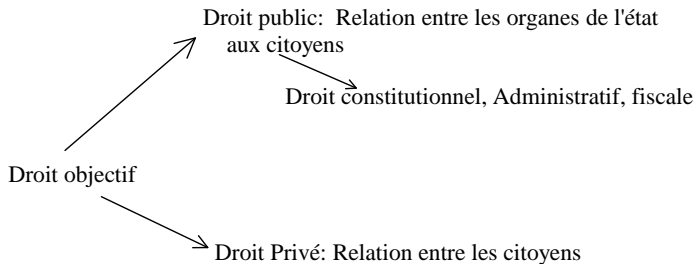 Droit public: Relation entre les organes de l'état
aux citoyens
Droit constitutionnel, Administratif, fiscale
Droit objectif
Droit Privé: Relation entre les citoyens